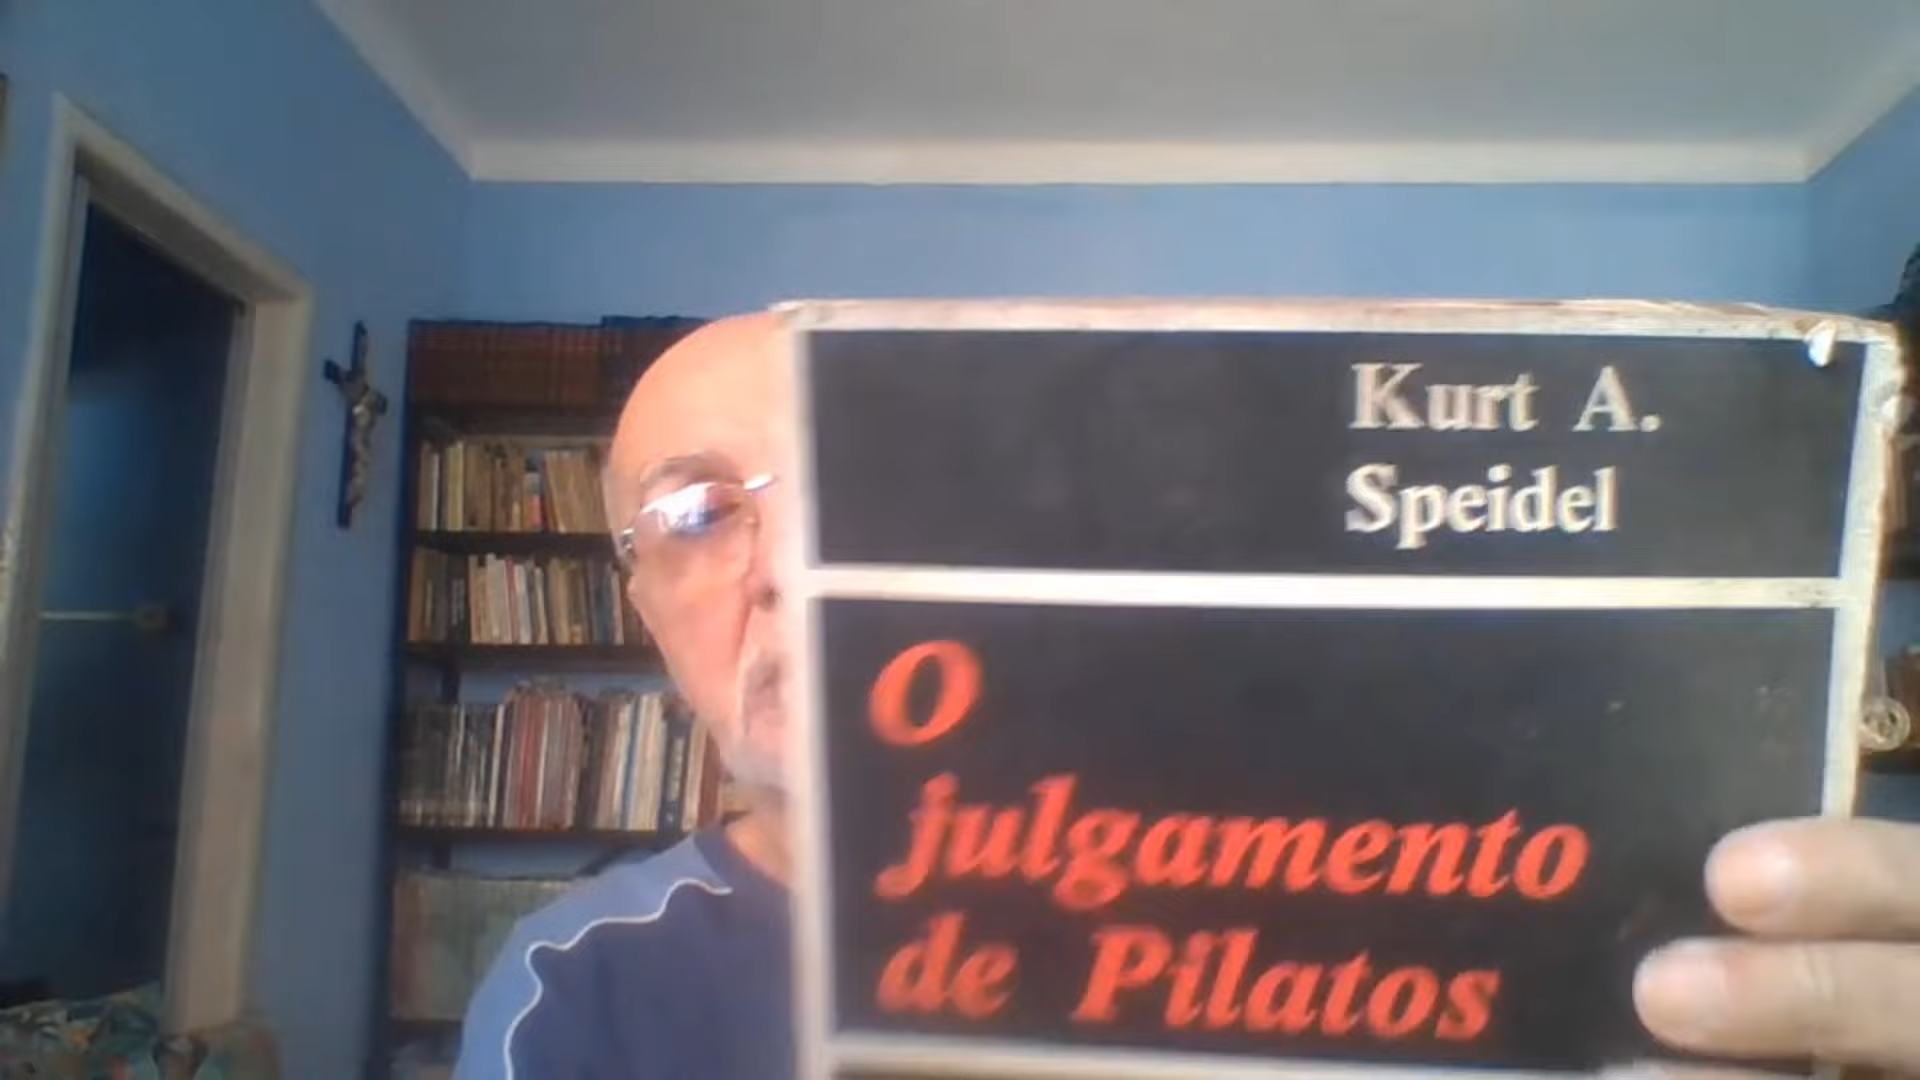 Kurt A.
Speidel
O
julgamento
de Pilatos